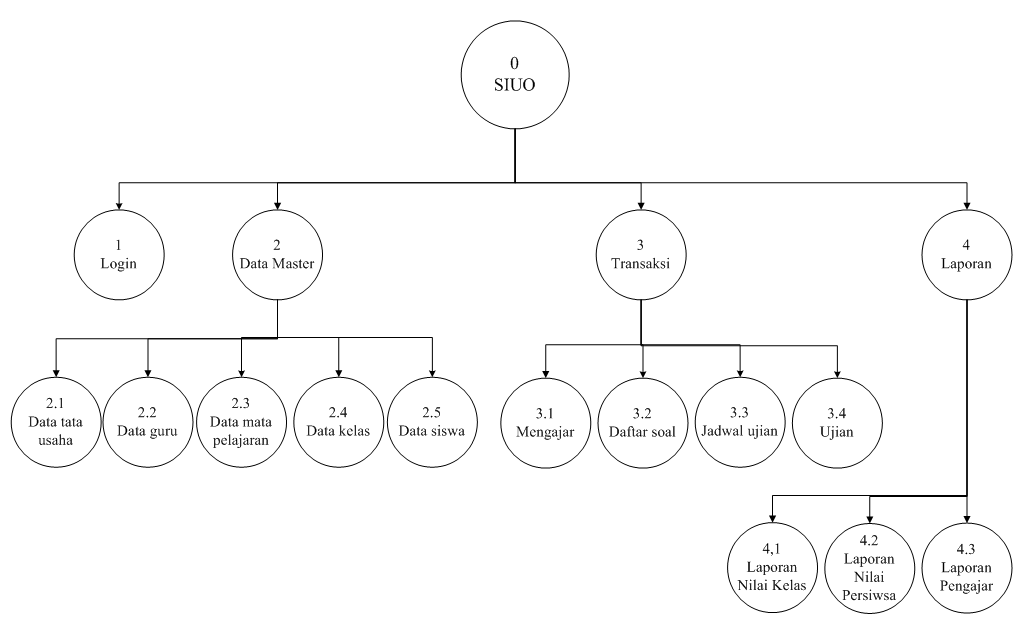 0
SIUO
1
Login
2
Data Master
3
Transaksi
4
Laporan
2.1
Data tata
usaha
2.2
Data guru
2.3
Data mata
pelajaran
2.4
Data kelas
2.5
Data siswa
3.1
Mengajar
3.2
Daftar soal
3.3
Jadwal ujian
3.4
Ujian
4,1
Laporan
Nilai Kelas
4.2
Laporan
Nilai
Persiwsa
4.3
Laporan
Pengajar